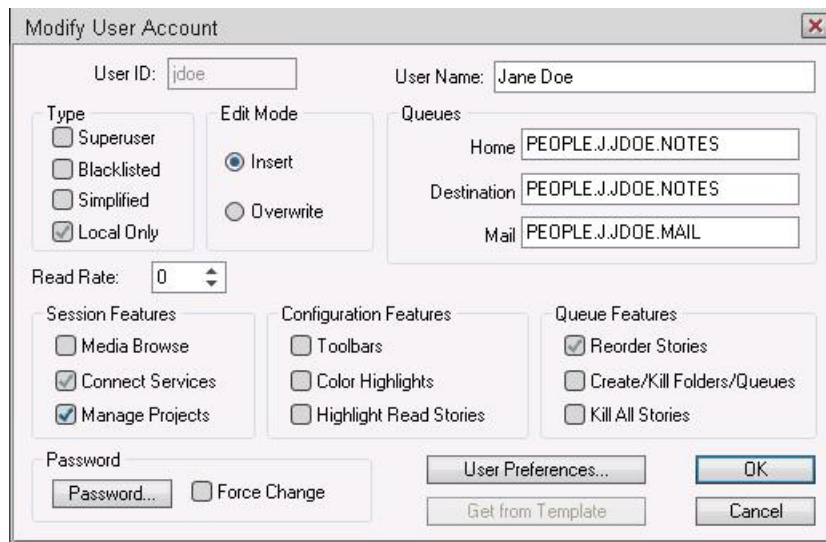 Modify User Account
User ID: jdoe
User Name: Jane Doe
Type
Superuser
Blacklisted
Simplified
Local Only
Edit Mode
Insert
Overwrite
Queues
Home PEOPLE.J.JDOE.NOTES
Destination PEOPLE.J.JDOE.NOTES
Mail PEOPLE.J.JDOE.MAIL
Read Rate: 0
Session Features
Media Browse
Connect Services
Manage Projects
Configuration Features
Toolbars
Color Highlights
Highlight Read Stories
Queue Features
Reorder Stories
Create/Kill Folders/Queues
Kill All Stories
Password
Password...
Force Change
User Preferences...
OK
Get from Template
Cancel